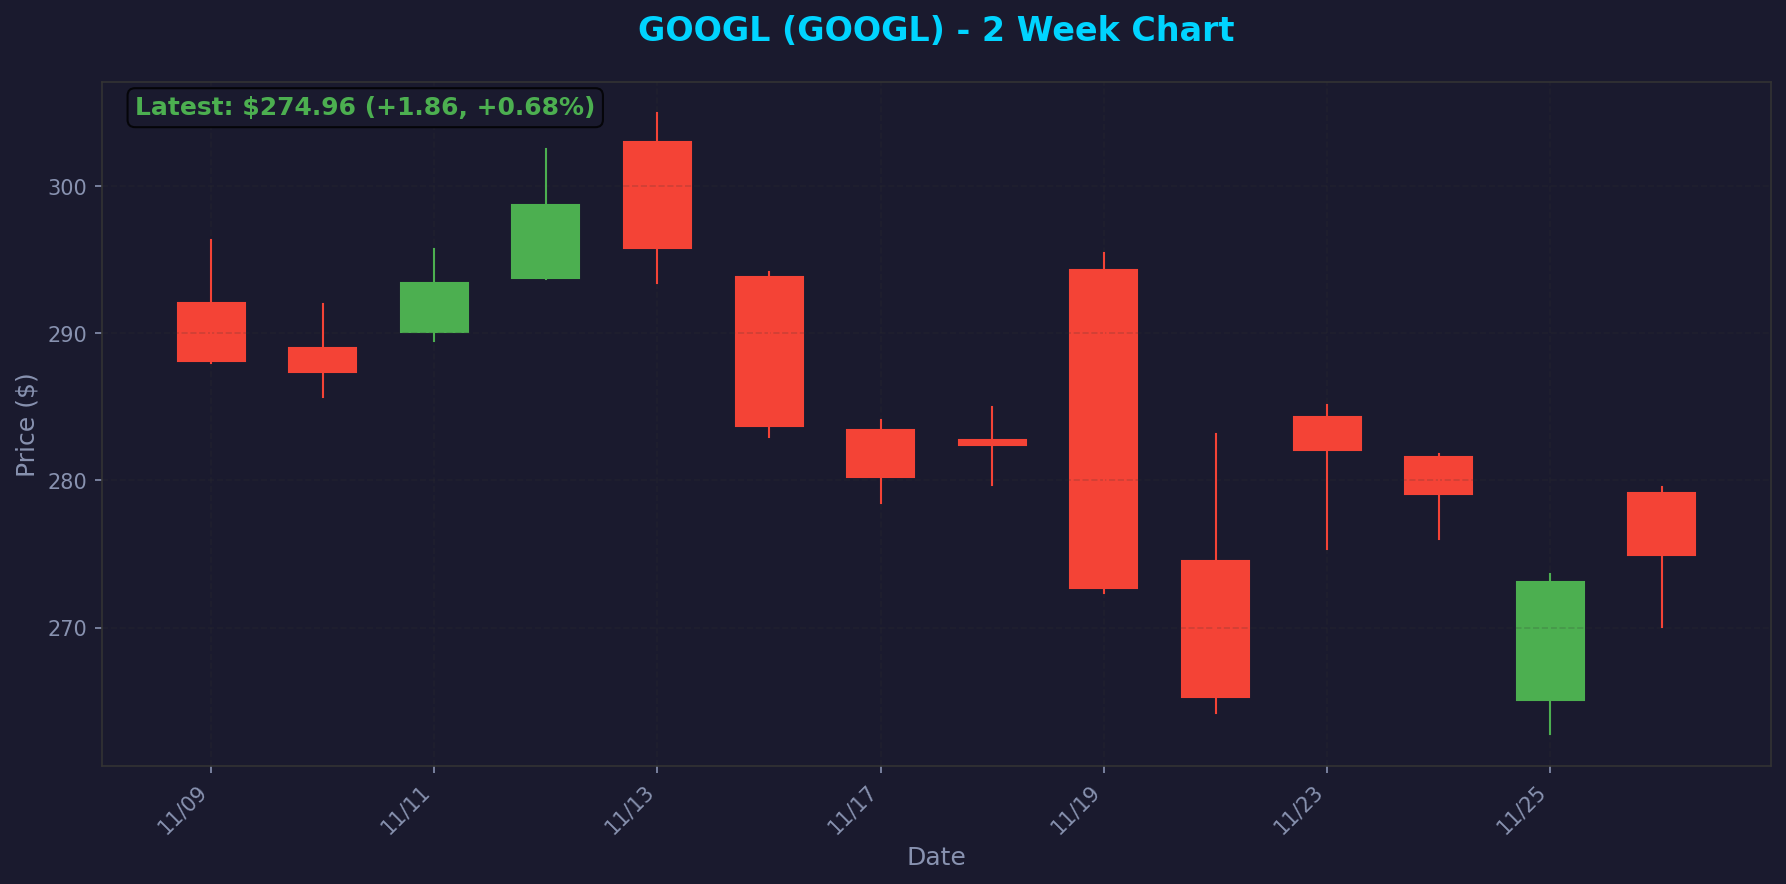 GOOGL (GOOGL) - 2 Week Chart
Latest: $274.96 (+1.86, +0.68%)
300
290
280
270
Price ($)
11/09
11/11
11/13
11/17
11/19
11/23
11/25
Date